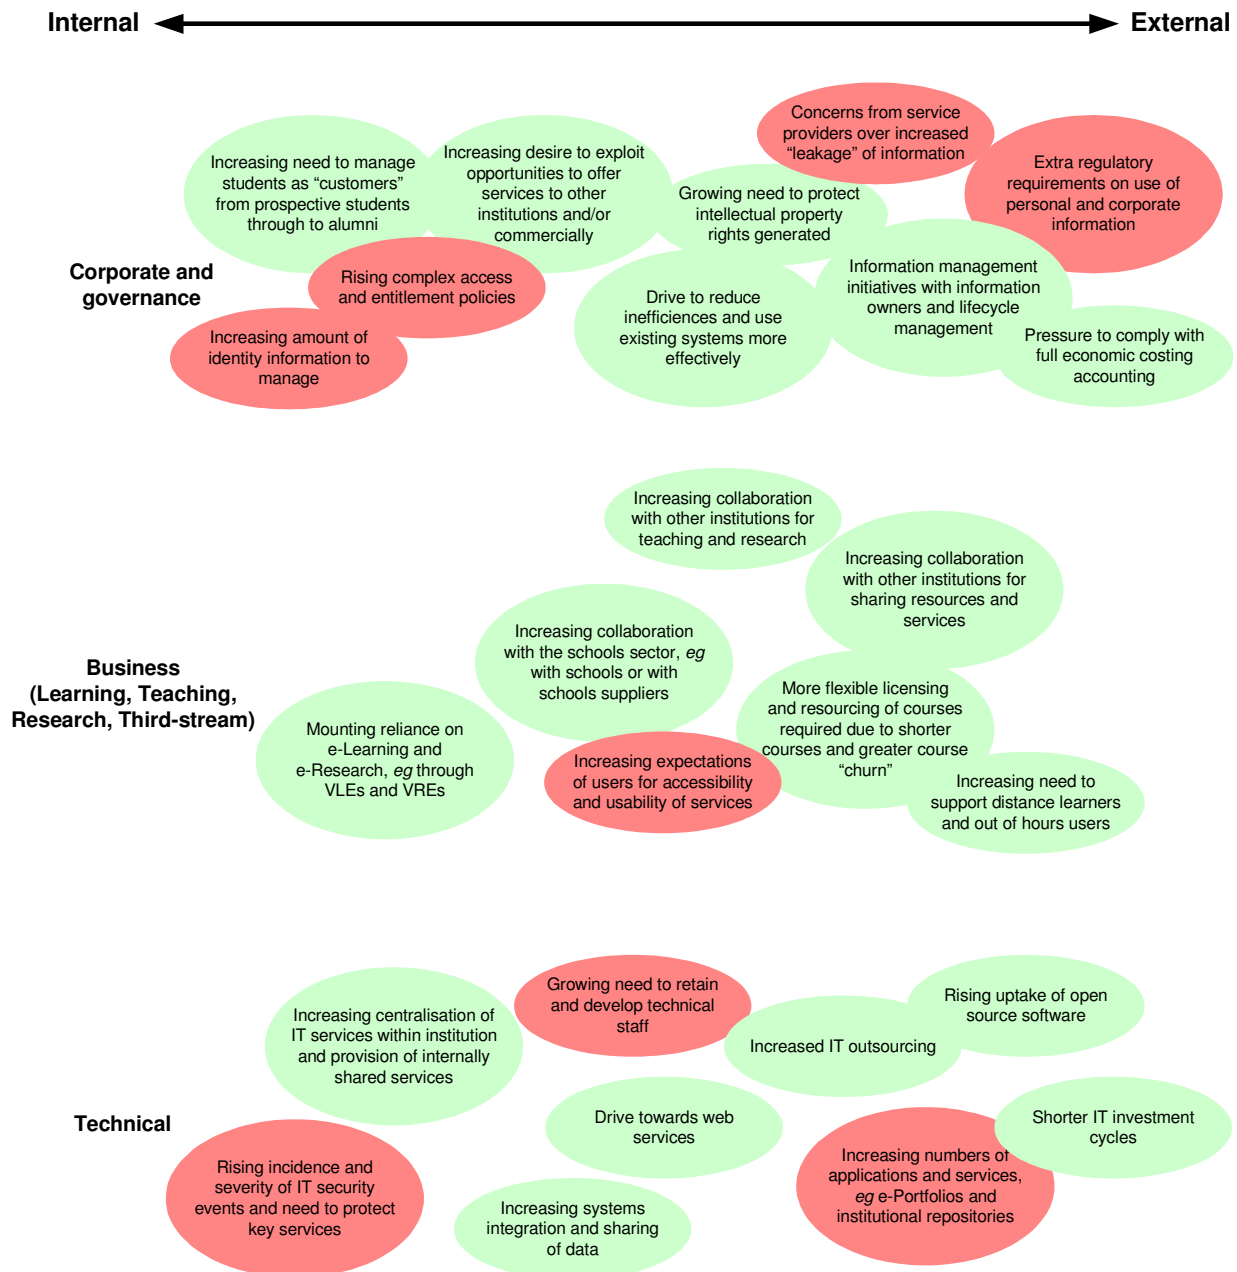 Internal
External
Concerns from service
providers over increased
“leakage” of information
Increasing need to manage
students as “customers”
from prospective students
through to alumni
Increasing desire to exploit
opportunities to offer
services to other
institutions and/or
commercially
Growing need to protect
intellectual property
rights generated
Extra regulatory
requirements on use of
personal and corporate
information
Corporate and
governance
Rising complex access
and entitlement policies
Increasing amount of
identity information to
manage
Drive to reduce
inefficiences and use
existing systems more
effectively
Information management
initiatives with information
owners and lifecycle
management
Pressure to comply with
full economic costing
accounting
Increasing collaboration
with other institutions for
teaching and research
Increasing collaboration
with other institutions for
sharing resources and
services
Increasing collaboration
with the schools sector, eg
with schools or with
schools suppliers
Business
(Learning, Teaching,
Research, Third-stream)
Mounting reliance on
e-Learning and
e-Research, eg through
VLEs and VREs
More flexible licensing
and resourcing of courses
required due to shorter
courses and greater course
“churn”
Increasing expectations
of users for accessibility
and usability of services
Increasing need to
support distance learners
and out of hours users
Growing need to retain
and develop technical
staff
Rising uptake of open
source software
Increasing centralisation of
IT services within institution
and provision of internally
shared services
Increased IT outsourcing
Technical
Drive towards web
services
Shorter IT investment
cycles
Rising incidence and
severity of IT security
events and need to protect
key services
Increasing numbers of
applications and services,
eg e-Portfolios and
institutional repositories
Increasing systems
integration and sharing
of data